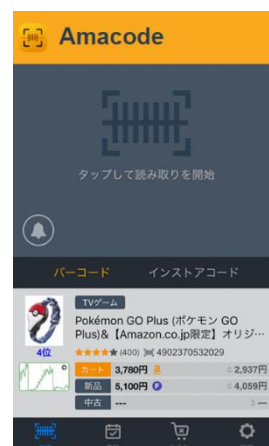 Amacode
タップして読み取りを開始
バーコード インストアコード
TVゲーム
Pokémon GO Plus (ポケモン GO
Plus)&【Amazon.co.jp限定】オリジ…
4位 ★★★★★ (400) 4902370532029
カート 3,780円 2,937円
新品 5,100円 4,059円
中古 --- ---